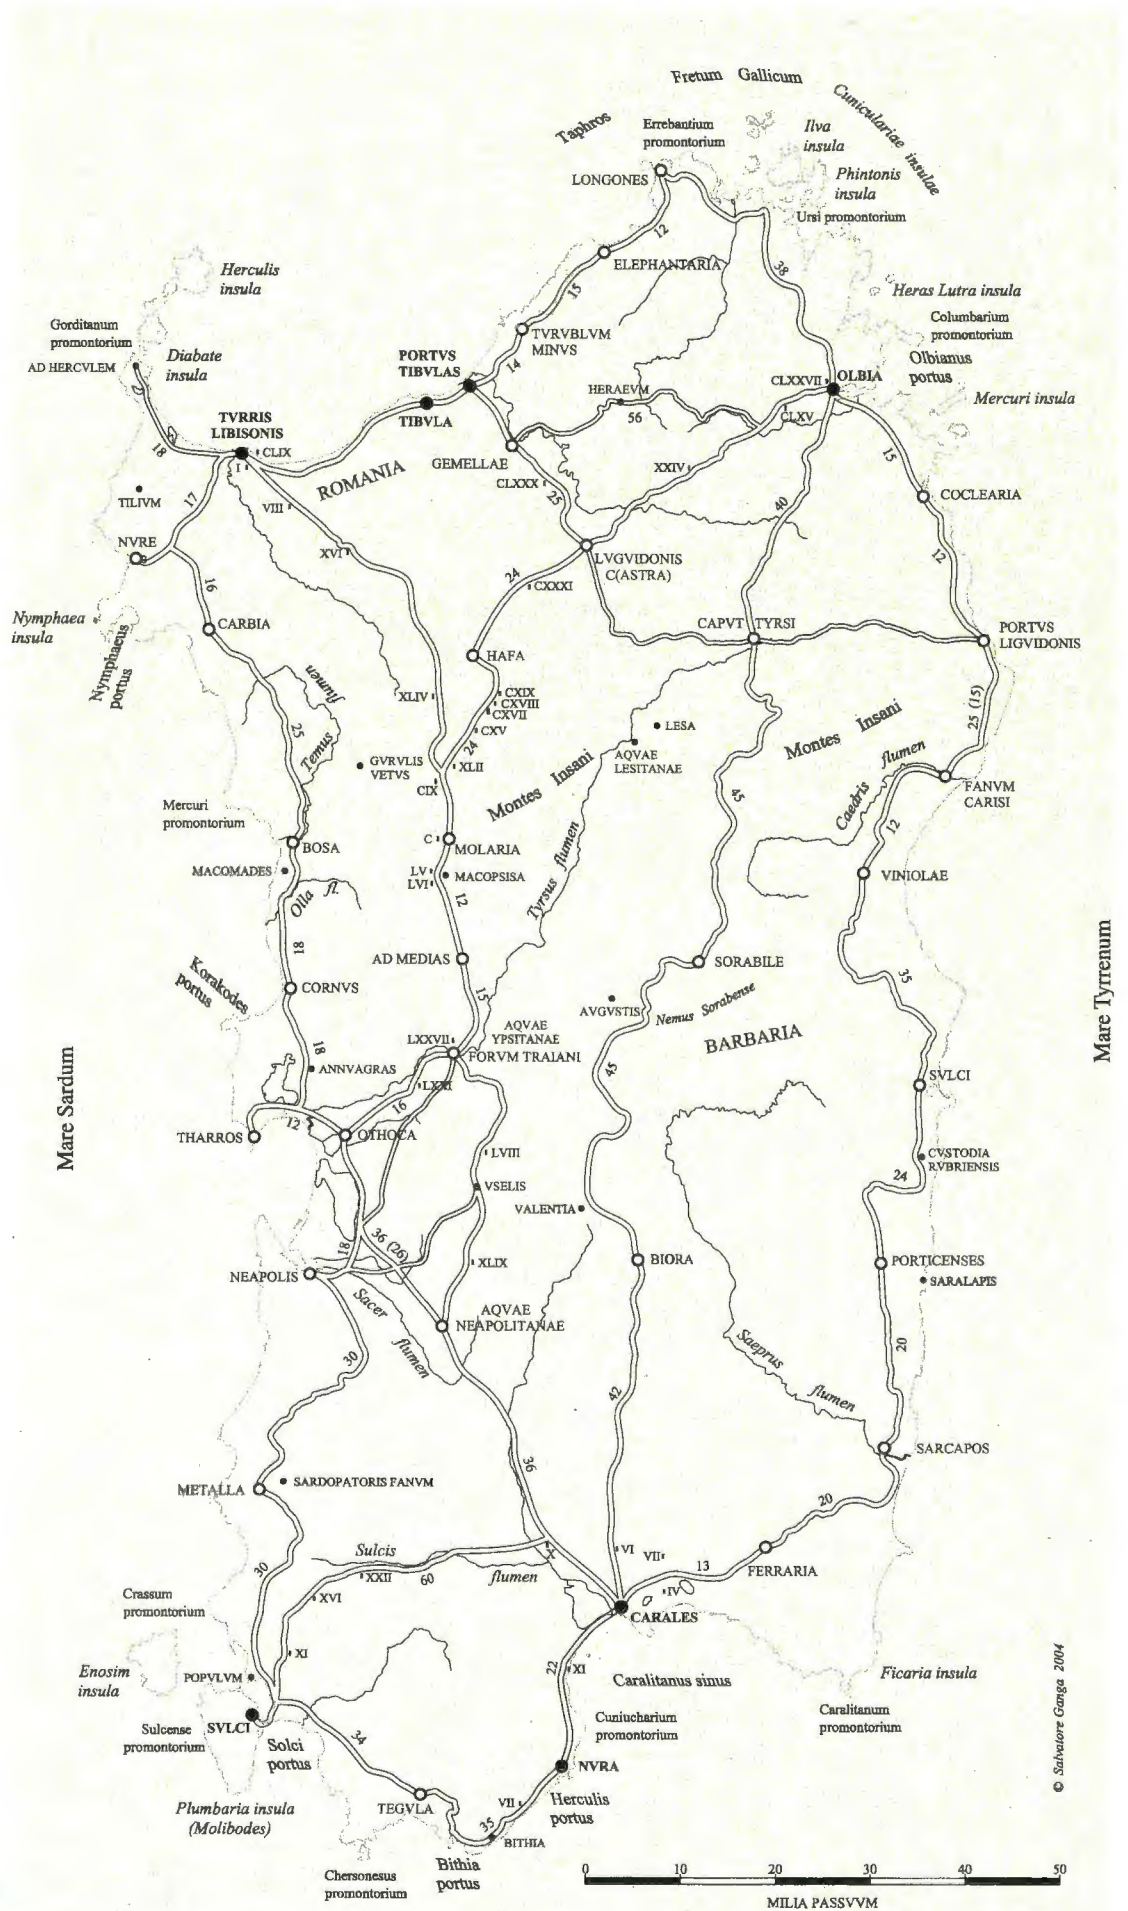 Fretum Gallicum
Cuniculariae insulae
Taphros
Errebantium
promontorium
Ilva
insula
LONGONES
Phintonis
insula
Ursi promontorium
12
ELEPHANTARIA
38
15
Herculis
insula
Heras Lutra insula
Gorditanum
promontorium
Columbarium
promontorium
TVRVBLVM
MINVS
Diabate
insula
PORTVS
TIBVLAS
AD HERCVLEM
14
Olbianus
portus
CLXXVII
OLBIA
HERAEVM
Mercuri insula
56
CLXV
TVRRIS
LIBISONIS
TIBVLA
18
CLIX
I
GEMELLAE
15
ROMANIA
XXIV
CLXXX
25
TILIVM
17
VIII
COCLEARIA
40
NVRE
XVI
LVGVIDONIS
C(ASTRA)
12
16
24
CXXXI
Nymphaea
insula
CARBIA
CAPVT TYRSI
PORTVS
LIGVIDONIS
Nymphaeus
portus
HAFA
flumen
Temus
XLIV
CXIX
CXVIII
CXVII
CXV
25 (15)
LESA
Montes Insani
25
24
AQVAE
LESITANAE
GVRVLIS
VETVS
XLII
CIX
Montes Insani
flumen
Caedris
FANVM
CARISI
45
Mercuri
promontorium
12
BOSA
C
MOLARIA
Tyrsus flumen
MACOMADES
LV
LVI
MACOPSISA
VINIOLAE
Olla fl.
12
18
AD MEDIAS
SORABILE
Mare Tyrrenum
Korakodes
portus
CORNVS
15
35
AVGVSTIS
Nemus Sorabense
AQVAE
YPSITANAE
BARBARIA
LXXVII
FORVM TRAIANI
18
ANNVAGRAS
LXXI
45
SVLCI
Mare Sardum
16
12
THARROS
OTHOCA
LVIII
CVSTODIA
RVBRIENSIS
VSELIS
24
VALENTIA
36 (26)
18
BIORA
XLIX
PORTICENSES
NEAPOLIS
SARALAPIS
Sacer
flumen
AQVAE
NEAPOLITANAE
30
Saeprus
flumen
20
42
SARCAPOS
36
METALLA
SARDOPATORIS FANVM
20
Sulcis
flumen
X
VI
VII
13
30
XXII
60
FERRARIA
XVI
IV
Crassum
promontorium
CARALES
XI
Enosim
insula
POPVLVM
22
XI
Caralitanus sinus
Ficaria insula
Sulcense
promontorium
SVLCI
Solci
portus
34
Cuniucharium
promontorium
Caralitanum
promontorium
NVRA
TEGVLA
VII
Herculis
portus
Plumbaria insula
(Molibodes)
35
BITHIA
Bithia
portus
Chersonesus
promontorium
0 10 20 30 40 50
MILIA PASSVVM
© Salvatore Ganga 2004